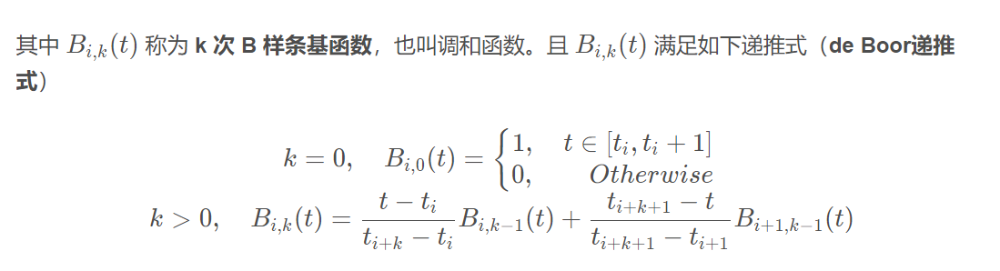 其中 $B_{i,k}(t)$ 称为 k 次 B 样条基函数，也叫调和函数。且 $B_{i,k}(t)$ 满足如下递推式（de Boor递推
式）
$k = 0, \quad B_{i,0}(t) = \begin{cases} 1, & t \in [t_i, t_i + 1] \\ 0, & Otherwise \end{cases}$
$k > 0, \quad B_{i,k}(t) = \frac{t - t_i}{t_{i+k} - t_i} B_{i,k-1}(t) + \frac{t_{i+k+1} - t}{t_{i+k+1} - t_{i+1}} B_{i+1,k-1}(t)$